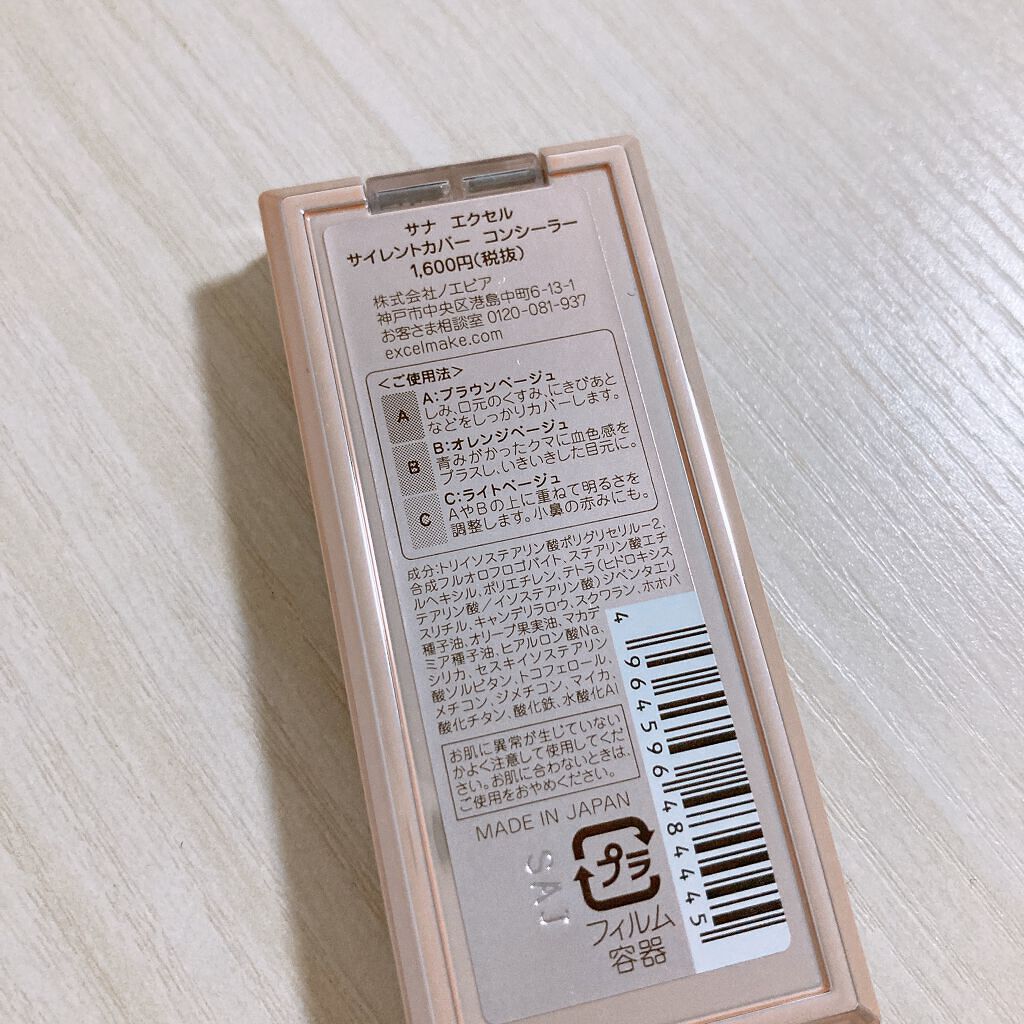 サナ エクセル
サイレントカバー コンシーラー
1,600円(税抜)
株式会社ノエビア
神戸市中央区港島中町6-13-1
お客さま相談室 0120-081-937
excelmake.com
<ご使用法>
A
A:ブラウンベージュ
しみ、口元のくすみ、にきびあと
などをしっかりカバーします。
B
B:オレンジベージュ
青みがかったクマに血色感を
プラスし、いきいきした目元に。
C
C:ライトベージュ
AやBの上に重ねて明るさを
調整します。小鼻の赤みにも。
成分:トリイソステアリン酸ポリグリセリル-2、
合成フルオロフロゴパイト、ステアリン酸エチ
ルヘキシル、ポリエチレン、テトラ(ヒドロキシス
テアリン酸/イソステアリン酸)ジペンタエリ
スリチル、キャンデリラロウ、スクワラン、ホホバ
種子油、オリーブ果実油、マカデ
ミア種子油、ヒアルロン酸Na、
シリカ、セスキイソステアリン
酸ソルビタン、トコフェロール、
メチコン、ジメチコン、マイカ、
酸化チタン、酸化鉄、水酸化Al
お肌に異常が生じていない
かよく注意して使用してくだ
さい。お肌に合わないときは、
ご使用をおやめください。
MADE IN JAPAN
SAJ
プラ
フィルム
容器
4964596484445